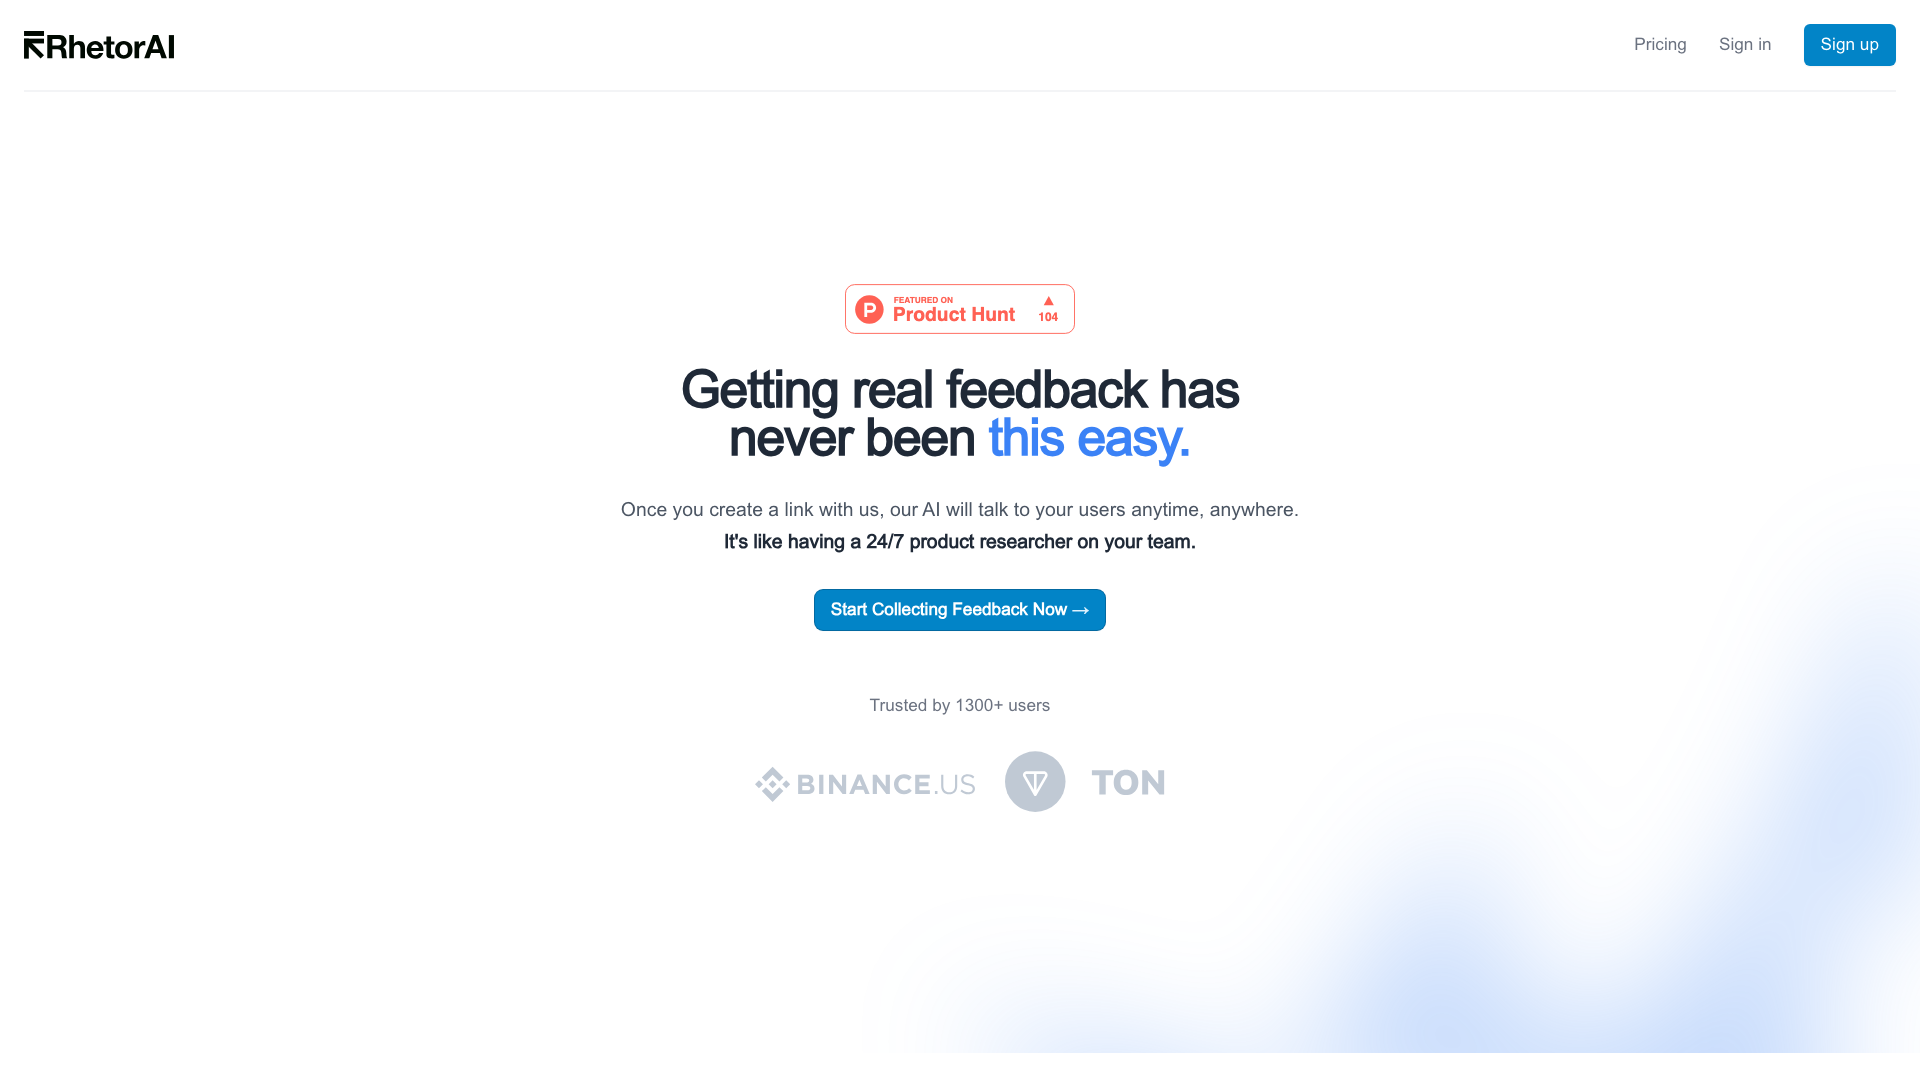 RhetorAI
Pricing
Sign in
Sign up
FEATURED ON
Product Hunt
104
Getting real feedback has
never been this easy.
Once you create a link with us, our AI will talk to your users anytime, anywhere.
It's like having a 24/7 product researcher on your team.
Start Collecting Feedback Now →
Trusted by 1300+ users
BINANCE.US
TON